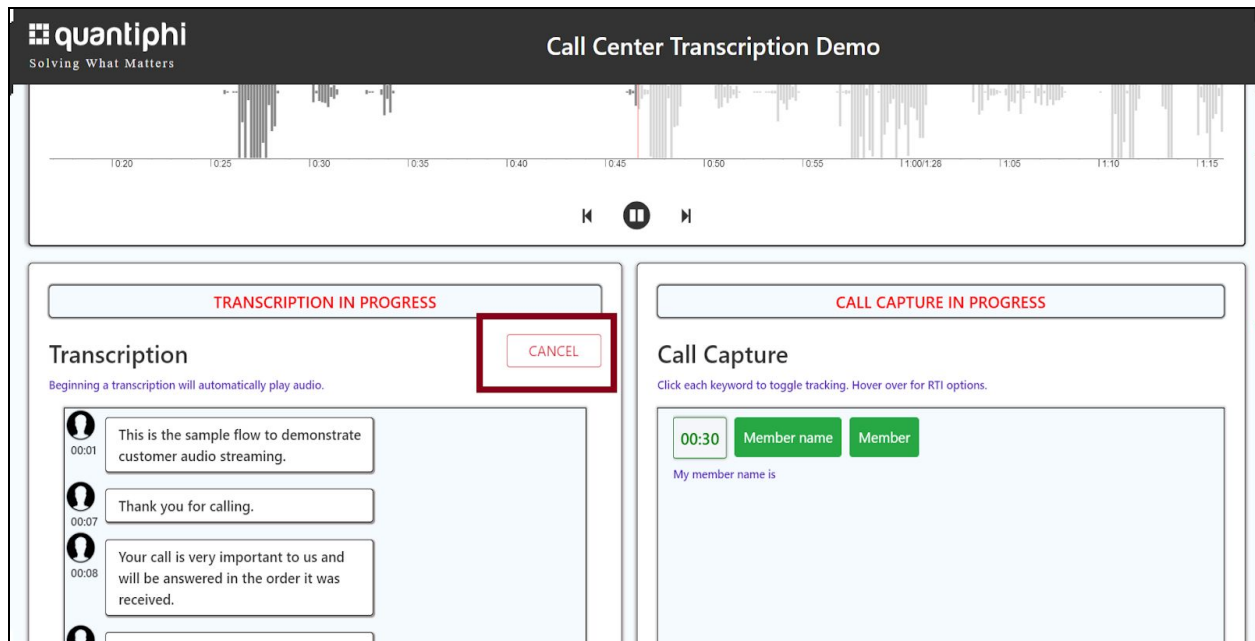 quantiphi
Solving What Matters
Call Center Transcription Demo
0:20 0:25 0:30 0:35 0:40 0:45 0:50 0:55 1:00/1:28 1:05 1:10 1:15
TRANSCRIPTION IN PROGRESS
CANCEL
Transcription
Beginning a transcription will automatically play audio.
00:01
This is the sample flow to demonstrate
customer audio streaming.
00:07
Thank you for calling.
00:08
Your call is very important to us and
will be answered in the order it was
received.
CALL CAPTURE IN PROGRESS
Call Capture
Click each keyword to toggle tracking. Hover over for RTI options.
00:30 Member name Member
My member name is